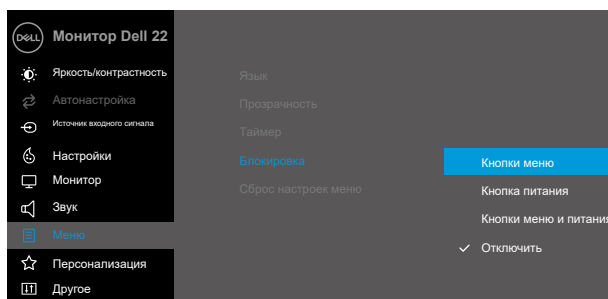 DELL
Монитор Dell 22
Яркость/контрастность
Автонастройка
Источник входного сигнала
Настройки
Монитор
Звук
Меню
Персонализация
Другое
Язык
Прозрачность
Таймер
Блокировка
Сброс настроек меню
Кнопки меню
Кнопка питания
Кнопки меню и питания
Отключить